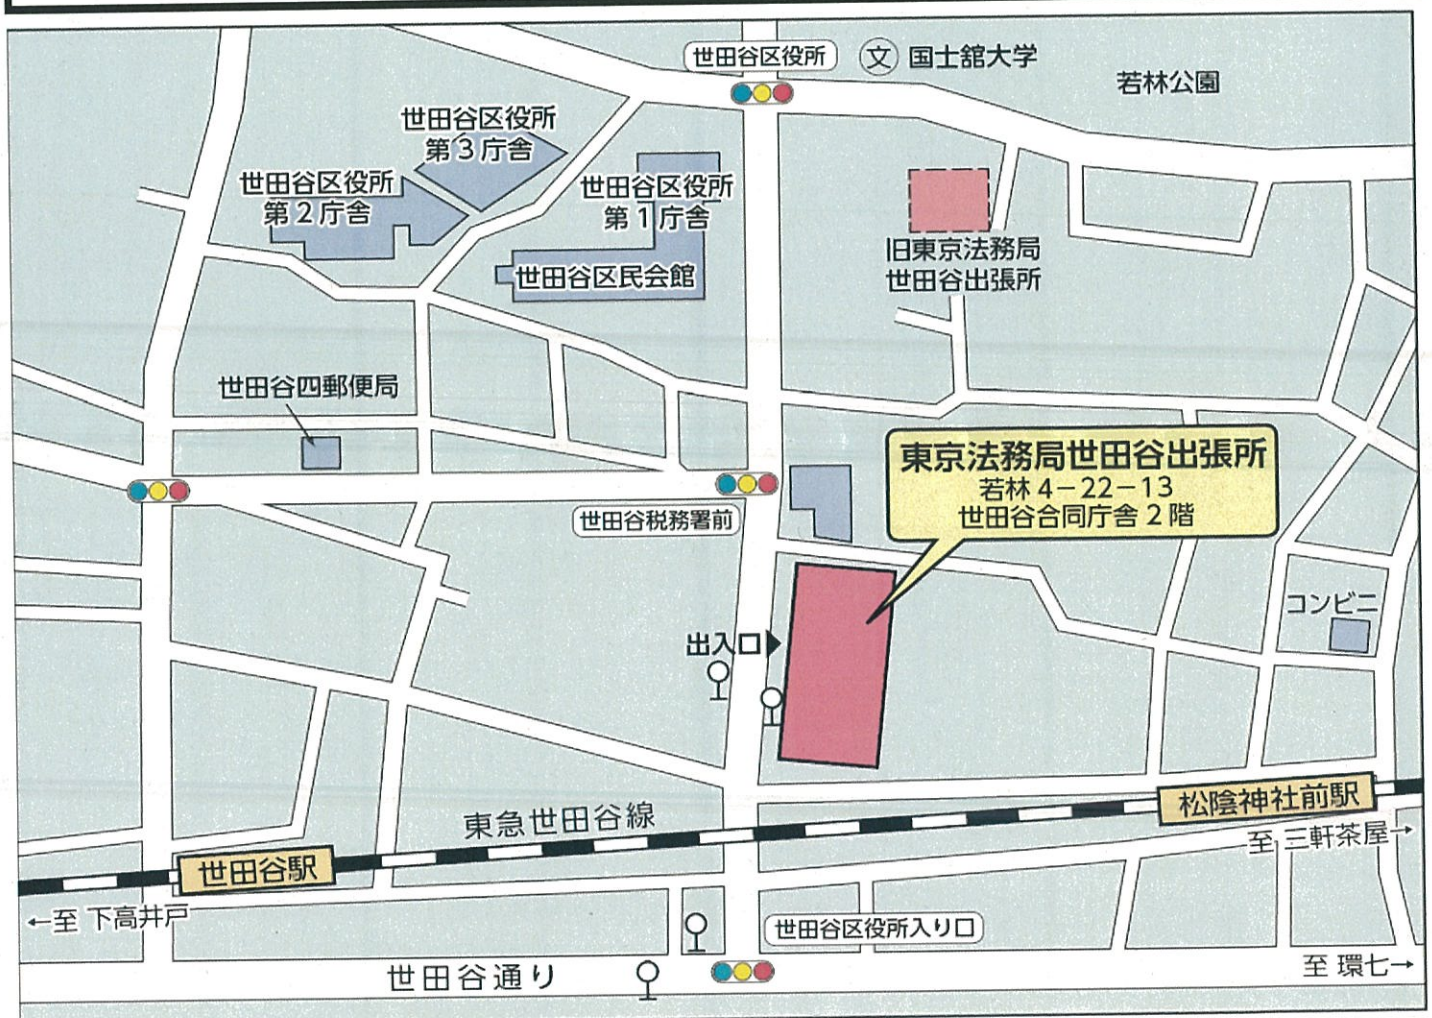 世田谷区役所
文 国士舘大学
若林公園
世田谷区役所
第3庁舎
世田谷区役所
第2庁舎
世田谷区役所
第1庁舎
世田谷区民会館
旧東京法務局
世田谷出張所
世田谷四郵便局
東京法務局世田谷出張所
若林4-22-13
世田谷合同庁舎2階
世田谷税務署前
コンビニ
出入口▶
東急世田谷線
松陰神社前駅
至 三軒茶屋→
世田谷駅
←至 下高井戸
世田谷区役所入り口
世田谷通り
至 環七→